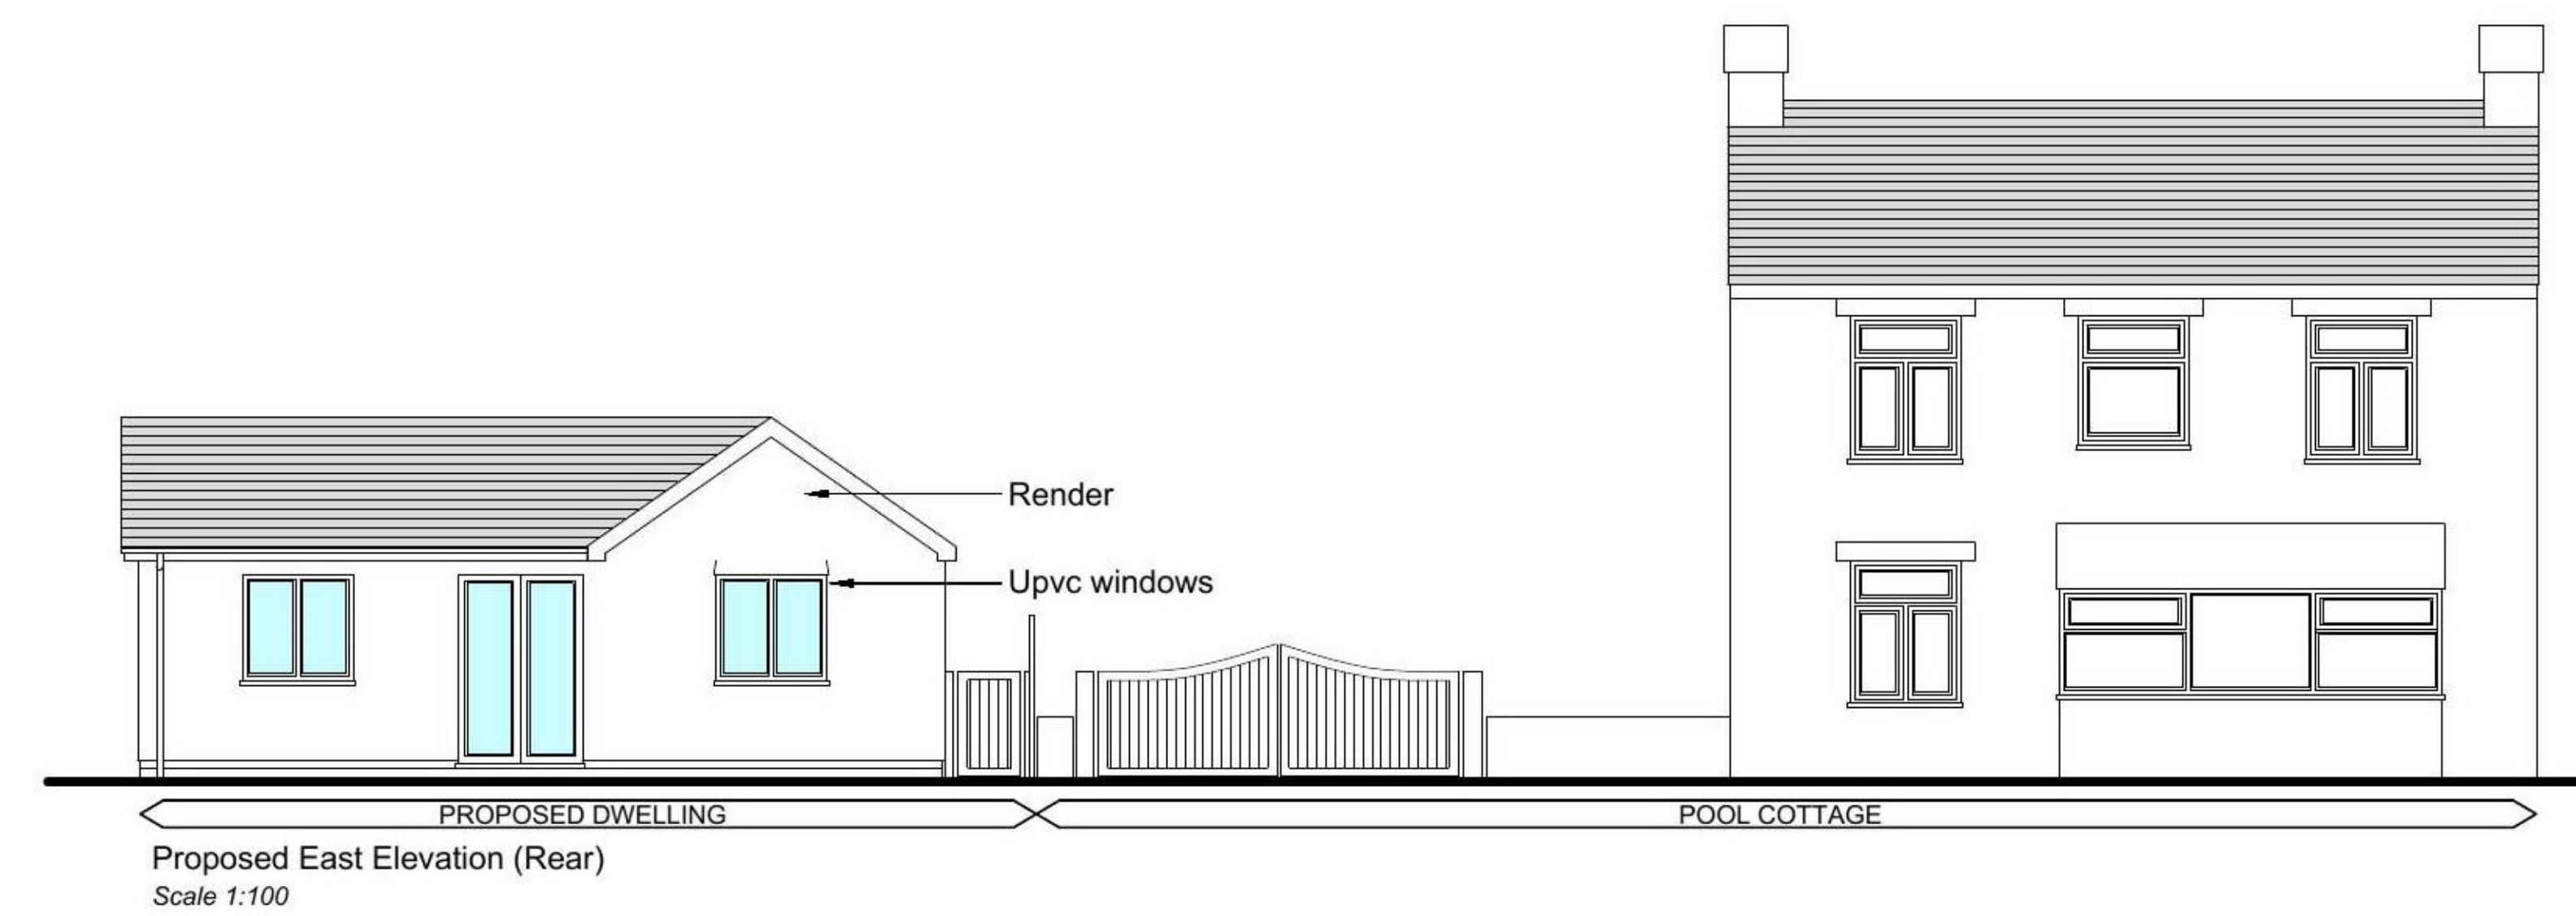 Render
Upvc windows
PROPOSED DWELLING
POOL COTTAGE
Proposed East Elevation (Rear)
Scale 1:100